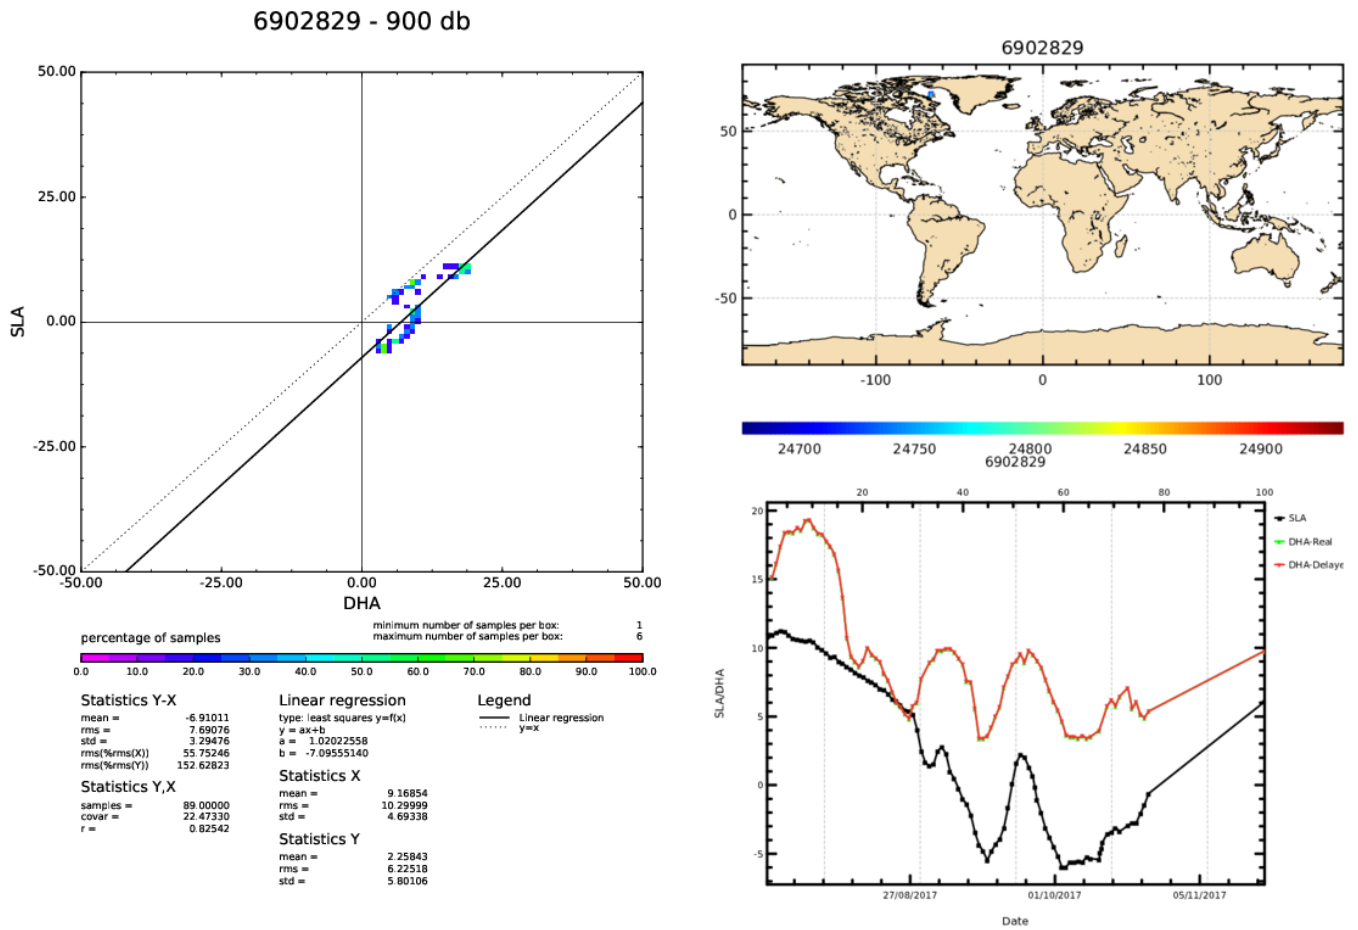 6902829 - 900 db
50.00
25.00
0.00
-25.00
-50.00
SLA
-50.00 -25.00 0.00 25.00 50.00
DHA
percentage of samples
minimum number of samples per box: 1
maximum number of samples per box: 6
0.0 10.0 20.0 30.0 40.0 50.0 60.0 70.0 80.0 90.0 100.0
Statistics Y-X
mean = -6.91011
rms = 7.69076
std = 3.29476
rms(%rms(X)) 55.75246
rms(%rms(Y)) 152.62823
Statistics Y,X
samples = 89.00000
covar = 22.47330
r = 0.82542
Linear regression
type: least squares y=f(x)
y = ax+b
a = 1.02022558
b = -7.09555140
Statistics X
mean = 9.16854
rms = 10.29999
std = 4.69338
Statistics Y
mean = 2.25843
rms = 6.22518
std = 5.80106
Legend
Linear regression
y=x
6902829
50
0
-50
-100 0 100
24700 24750 24800 24850 24900
6902829
20 40 60 80 100
20
15
10
5
0
-5
SLA/DHA
27/08/2017 01/10/2017 05/11/2017
Date
SLA
DHA-Real
DHA-Delaye